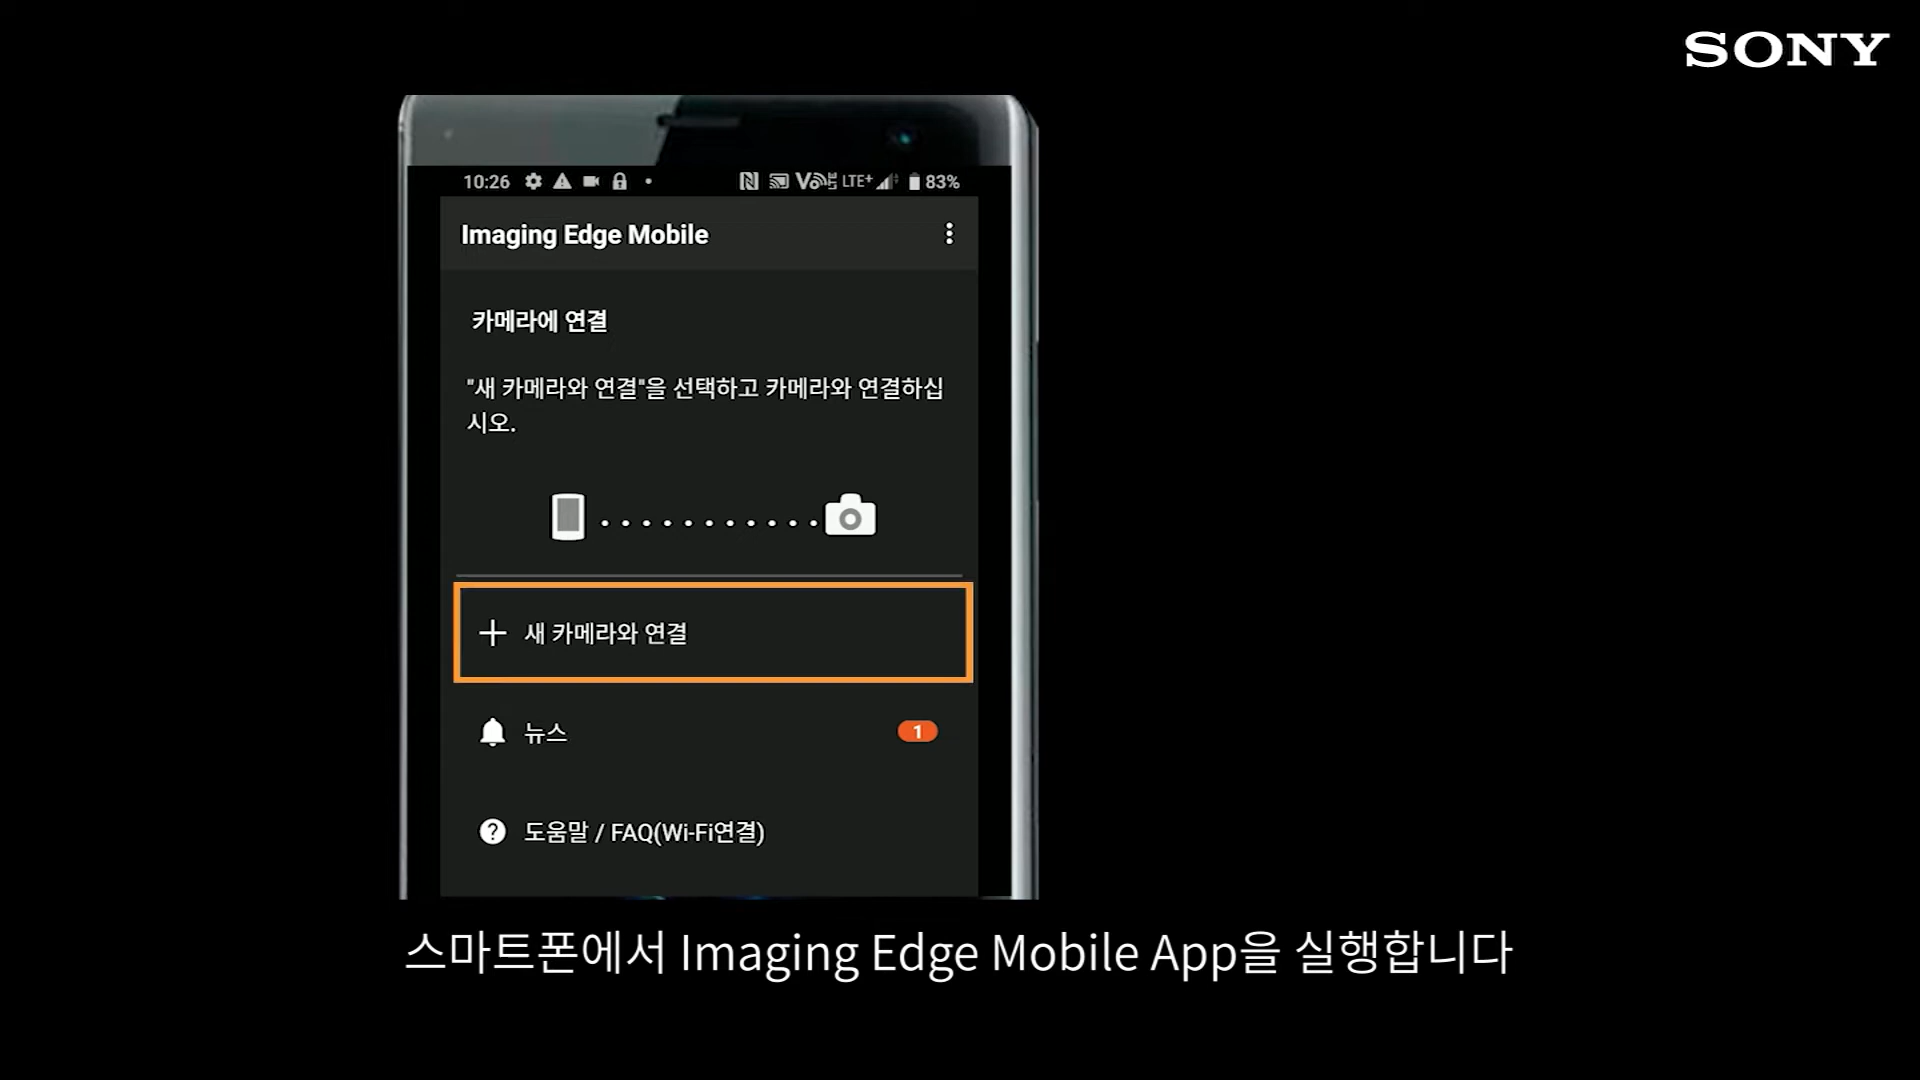 SONY
10:26 LTE+ 83%
Imaging Edge Mobile
카메라에 연결
"새 카메라와 연결"을 선택하고 카메라와 연결하십
시오.
새 카메라와 연결
뉴스 1
도움말 / FAQ(Wi-Fi연결)
스마트폰에서 Imaging Edge Mobile App을 실행합니다